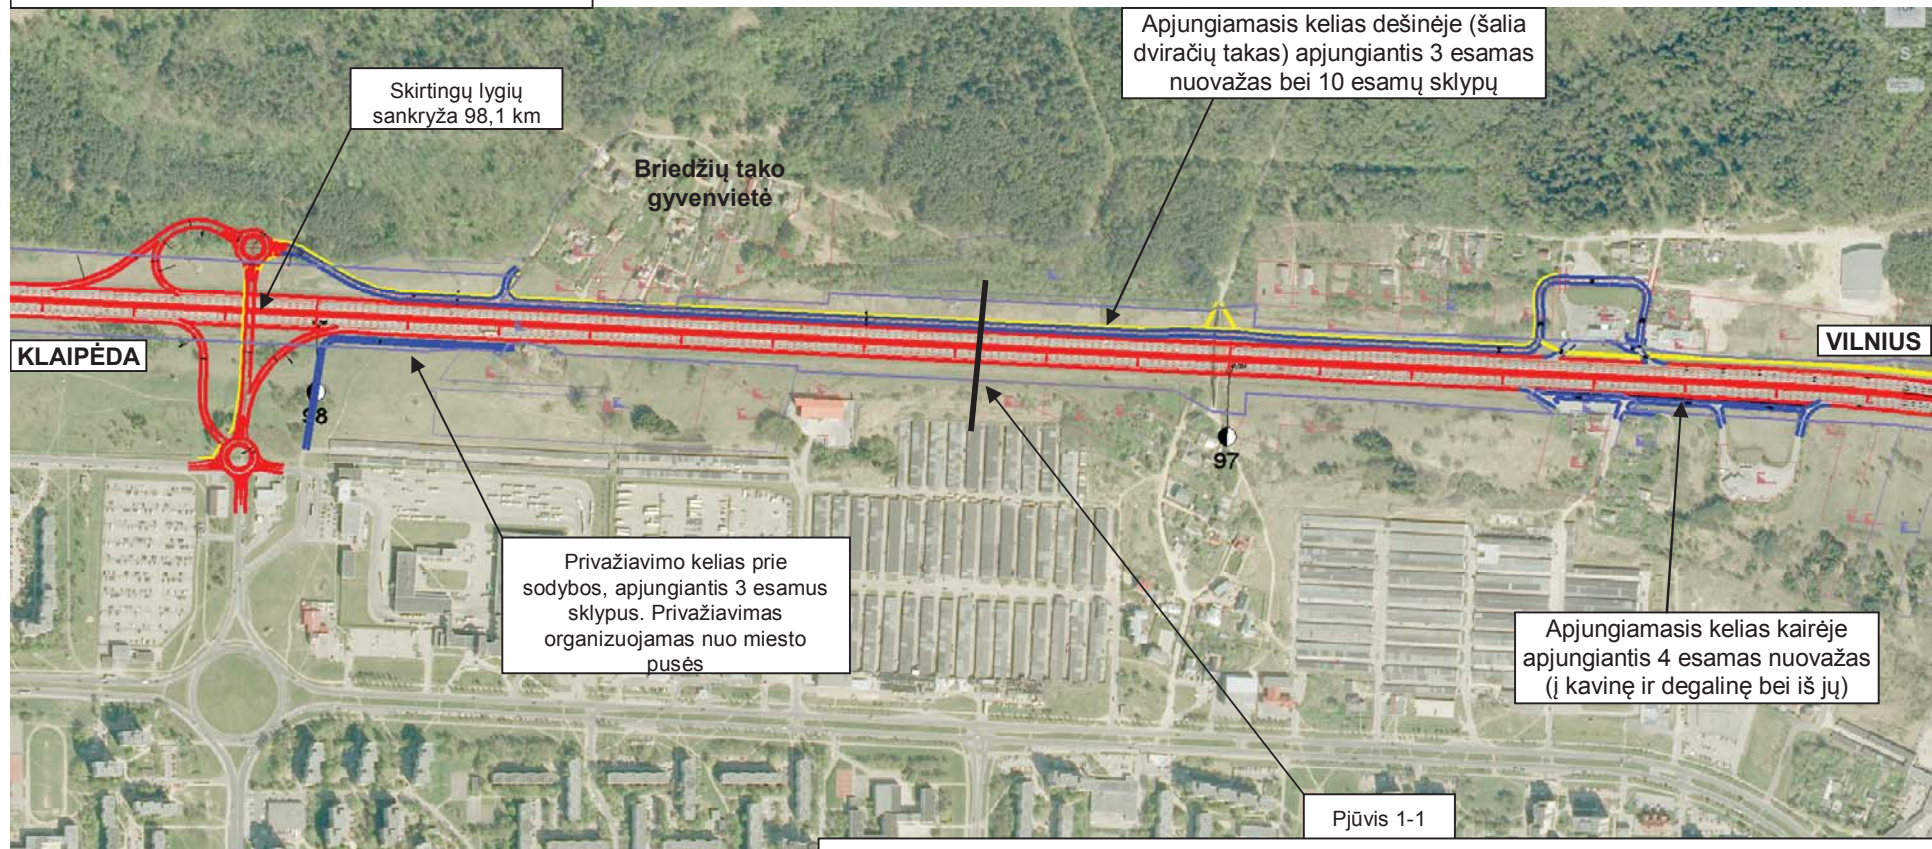 Apjungiamasis kelias dešinėje (šalia
dviračių takas) apjungiantis 3 esamas
nuovažas bei 10 esamų sklypų
Skirtingų lygių
sankryža 98,1 km
Briedžių tako
gyvenvietė
KLAIPĖDA
VILNIUS
98
97
Privažiavimo kelias prie
sodybos, apjungiantis 3 esamus
sklypus. Privažiavimas
organizuojamas nuo miesto
pusės
Apjungiamasis kelias kairėje
apjungiantis 4 esamas nuovažas
(į kavinę ir degalinę bei iš jų)
Pjūvis 1-1